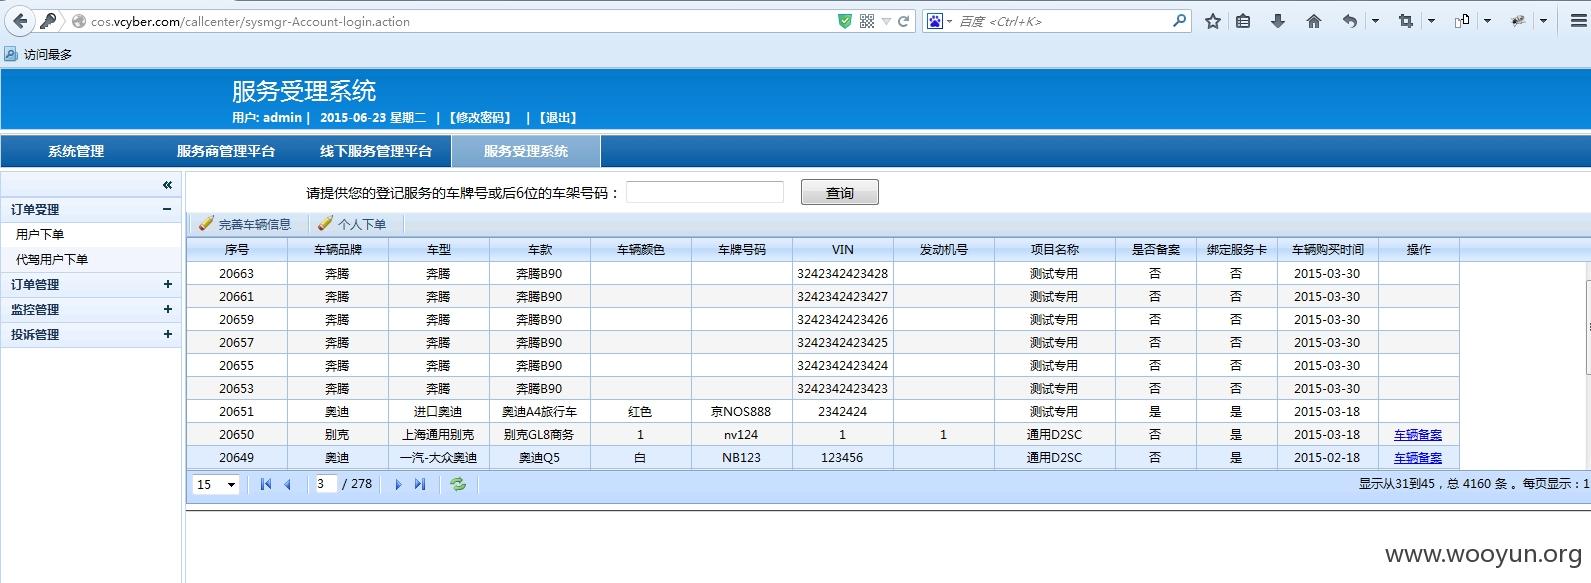 cos.vcyber.com/callcenter/sysmgr-Account-login.action
百度 <Ctrl+K>
访问最多
服务受理系统
用户: admin | 2015-06-23 星期二 | 【修改密码】 | 【退出】
系统管理 服务商管理平台 线下服务管理平台 服务受理系统
«
订单受理 −
用户下单
代驾用户下单
订单管理 +
监控管理 +
投诉管理 +
请提供您的登记服务的车牌号或后6位的车架号码： 查询
完善车辆信息 个人下单
序号 车辆品牌 车型 车款 车辆颜色 车牌号码 VIN 发动机号 项目名称 是否备案 绑定服务卡 车辆购买时间 操作
20663 奔腾 奔腾 奔腾B90 3242342423428 测试专用 否 否 2015-03-30
20661 奔腾 奔腾 奔腾B90 3242342423427 测试专用 否 否 2015-03-30
20659 奔腾 奔腾 奔腾B90 3242342423426 测试专用 否 否 2015-03-30
20657 奔腾 奔腾 奔腾B90 3242342423425 测试专用 否 否 2015-03-30
20655 奔腾 奔腾 奔腾B90 3242342423424 测试专用 否 否 2015-03-30
20653 奔腾 奔腾 奔腾B90 3242342423423 测试专用 否 否 2015-03-30
20651 奥迪 进口奥迪 奥迪A4旅行车 红色 京NOS888 2342424 测试专用 是 是 2015-03-18
20650 别克 上海通用别克 别克GL8商务 1 nv124 1 1 通用D2SC 否 是 2015-03-18 车辆备案
20649 奥迪 一汽-大众奥迪 奥迪Q5 白 NB123 123456 通用D2SC 否 是 2015-02-18 车辆备案
15 3 / 278 显示从31到45，总 4160 条 。每页显示：1
www.wooyun.org